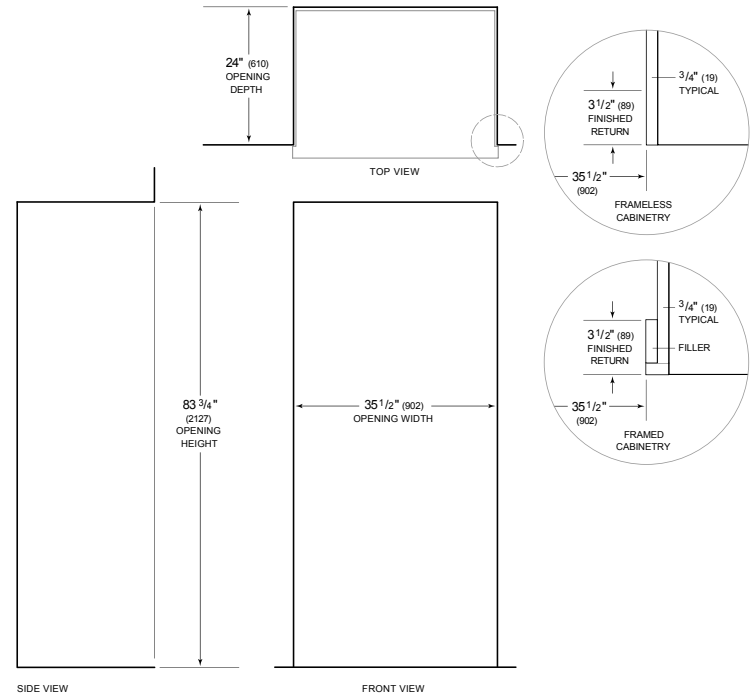 24" (610)
OPENING
DEPTH
TOP VIEW
3/4" (19)
TYPICAL
3 1/2" (89)
FINISHED
RETURN
35 1/2"
(902)
FRAMELESS
CABINETRY
3/4" (19)
TYPICAL
3 1/2" (89)
FINISHED
RETURN
FILLER
35 1/2"
(902)
FRAMED
CABINETRY
83 3/4"
(2127)
OPENING
HEIGHT
35 1/2" (902)
OPENING WIDTH
SIDE VIEW
FRONT VIEW